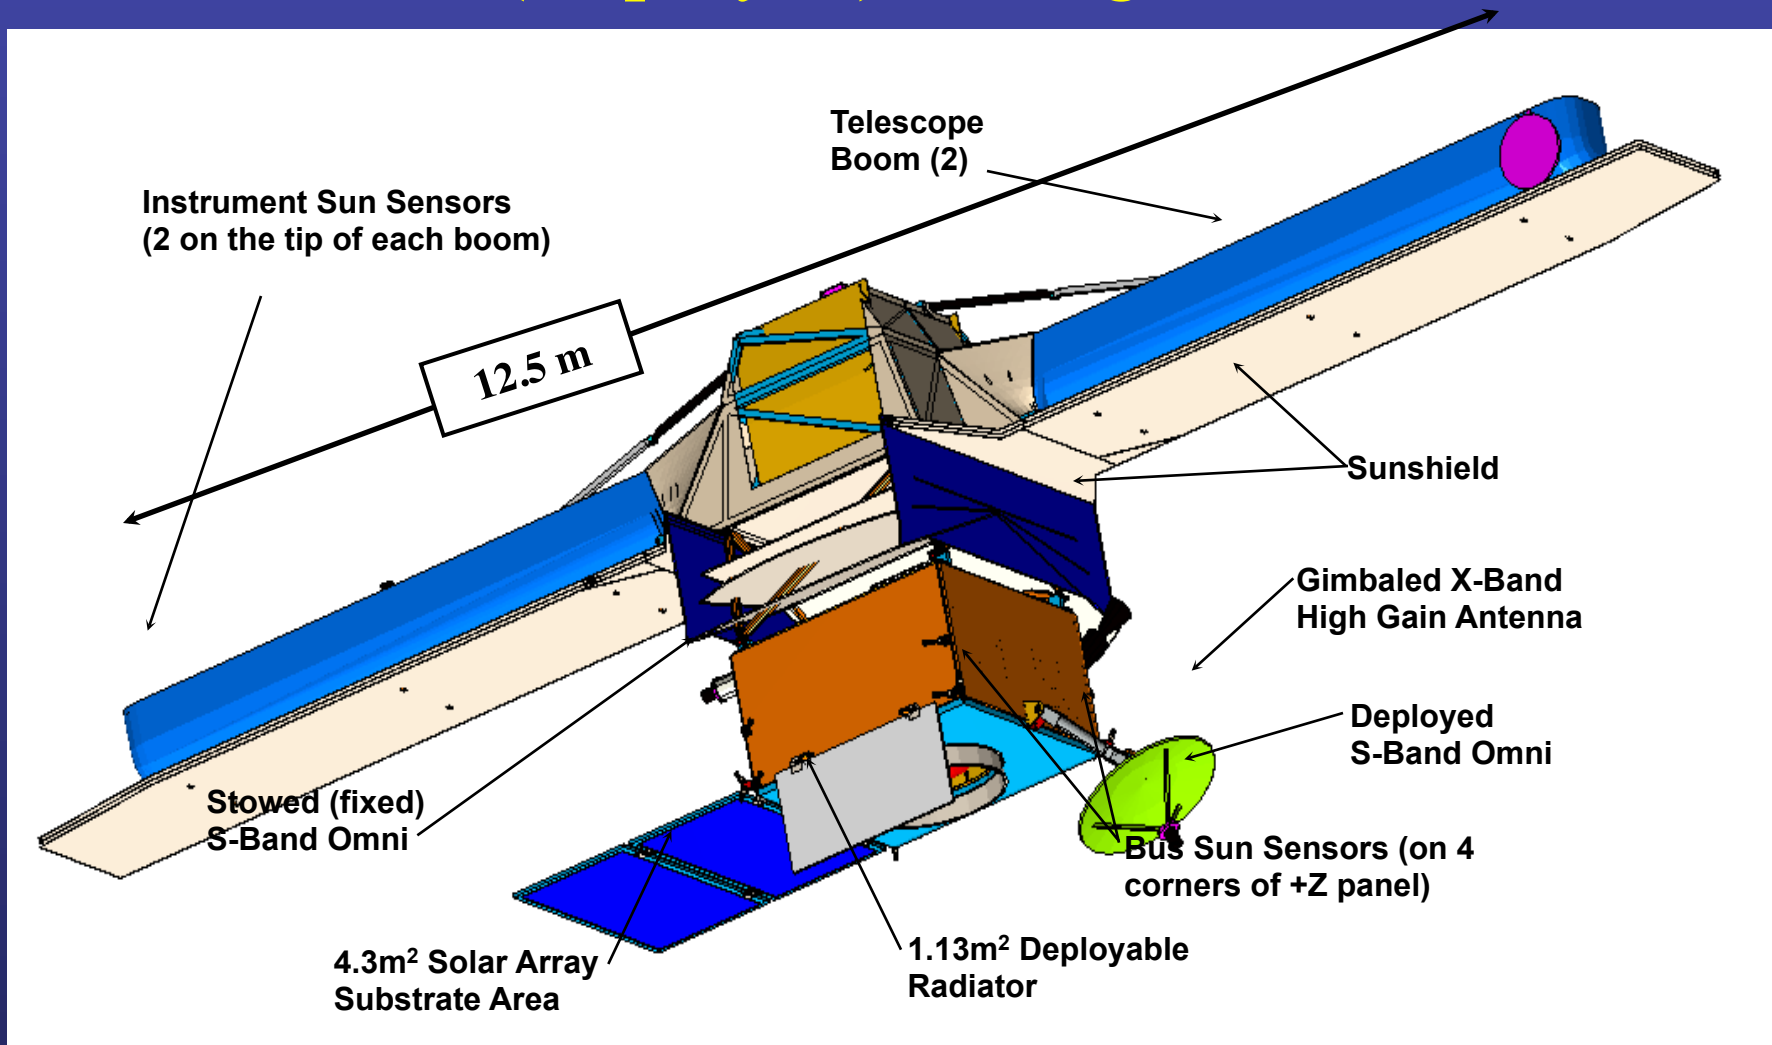 Telescope
Boom (2)
Instrument Sun Sensors
(2 on the tip of each boom)
12.5 m
Sunshield
Gimbaled X-Band
High Gain Antenna
Deployed
S-Band Omni
Stowed (fixed)
S-Band Omni
Bus Sun Sensors (on 4
corners of +Z panel)
4.3m² Solar Array
Substrate Area
1.13m² Deployable
Radiator